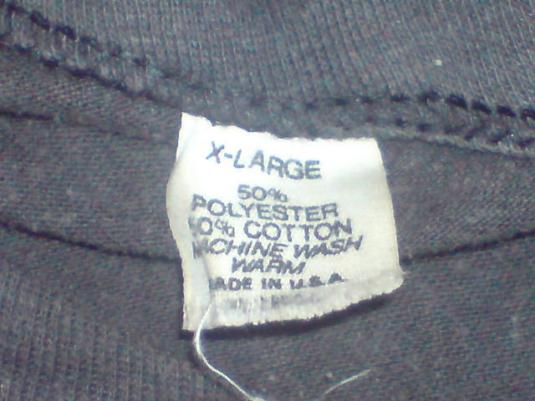 X-LARGE
50%
POLYESTER
0% COTTON
ACHINE WASH
WARM
ADE IN U.S.A.